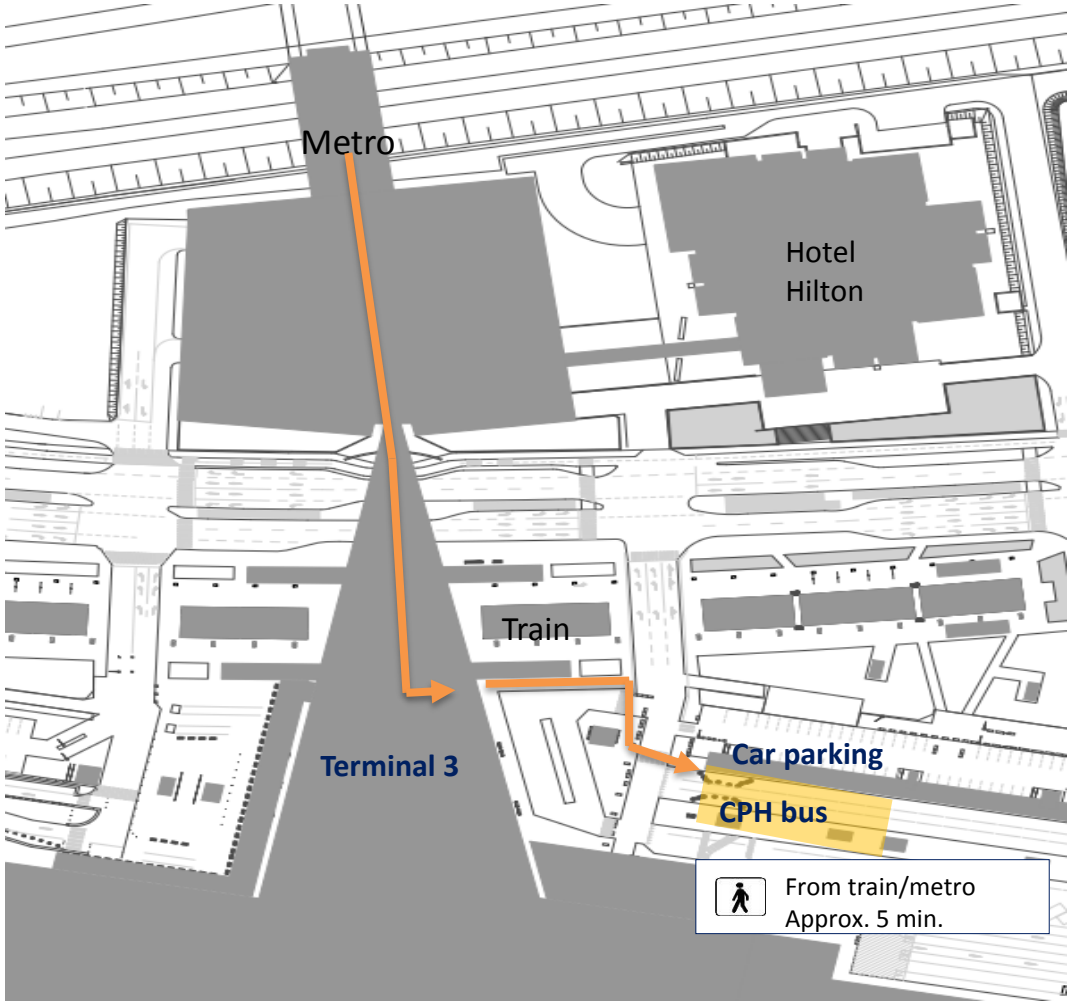 Metro
Hotel
Hilton
Train
Terminal 3
Car parking
CPH bus
From train/metro
Approx. 5 min.